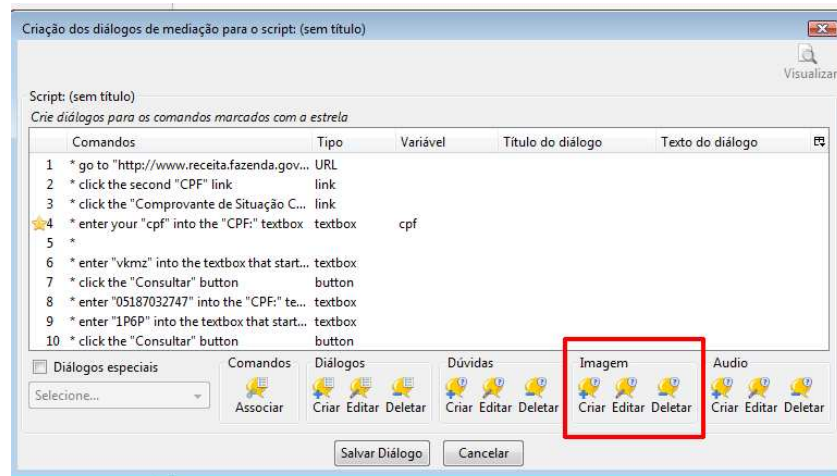 Criação dos diálogos de mediação para o script: (sem título)
Visualizar
Script: (sem título)
Crie diálogos para os comandos marcados com a estrela
Comandos Tipo Variável Título do diálogo Texto do diálogo
1 * go to "http://www.receita.fazenda.gov... URL
2 * click the second "CPF" link link
3 * click the "Comprovante de Situação C... link
4 * enter your "cpf" into the "CPF:" textbox textbox cpf
5 *
6 * enter "vkmz" into the textbox that start... textbox
7 * click the "Consultar" button button
8 * enter "05187032747" into the "CPF:" te... textbox
9 * enter "1P6P" into the textbox that start... textbox
10 * click the "Consultar" button button
Diálogos especiais Comandos Diálogos Dúvidas Imagem Audio
Selecione...
Associar Criar Editar Deletar Criar Editar Deletar Criar Editar Deletar Criar Editar Deletar
Salvar Diálogo Cancelar